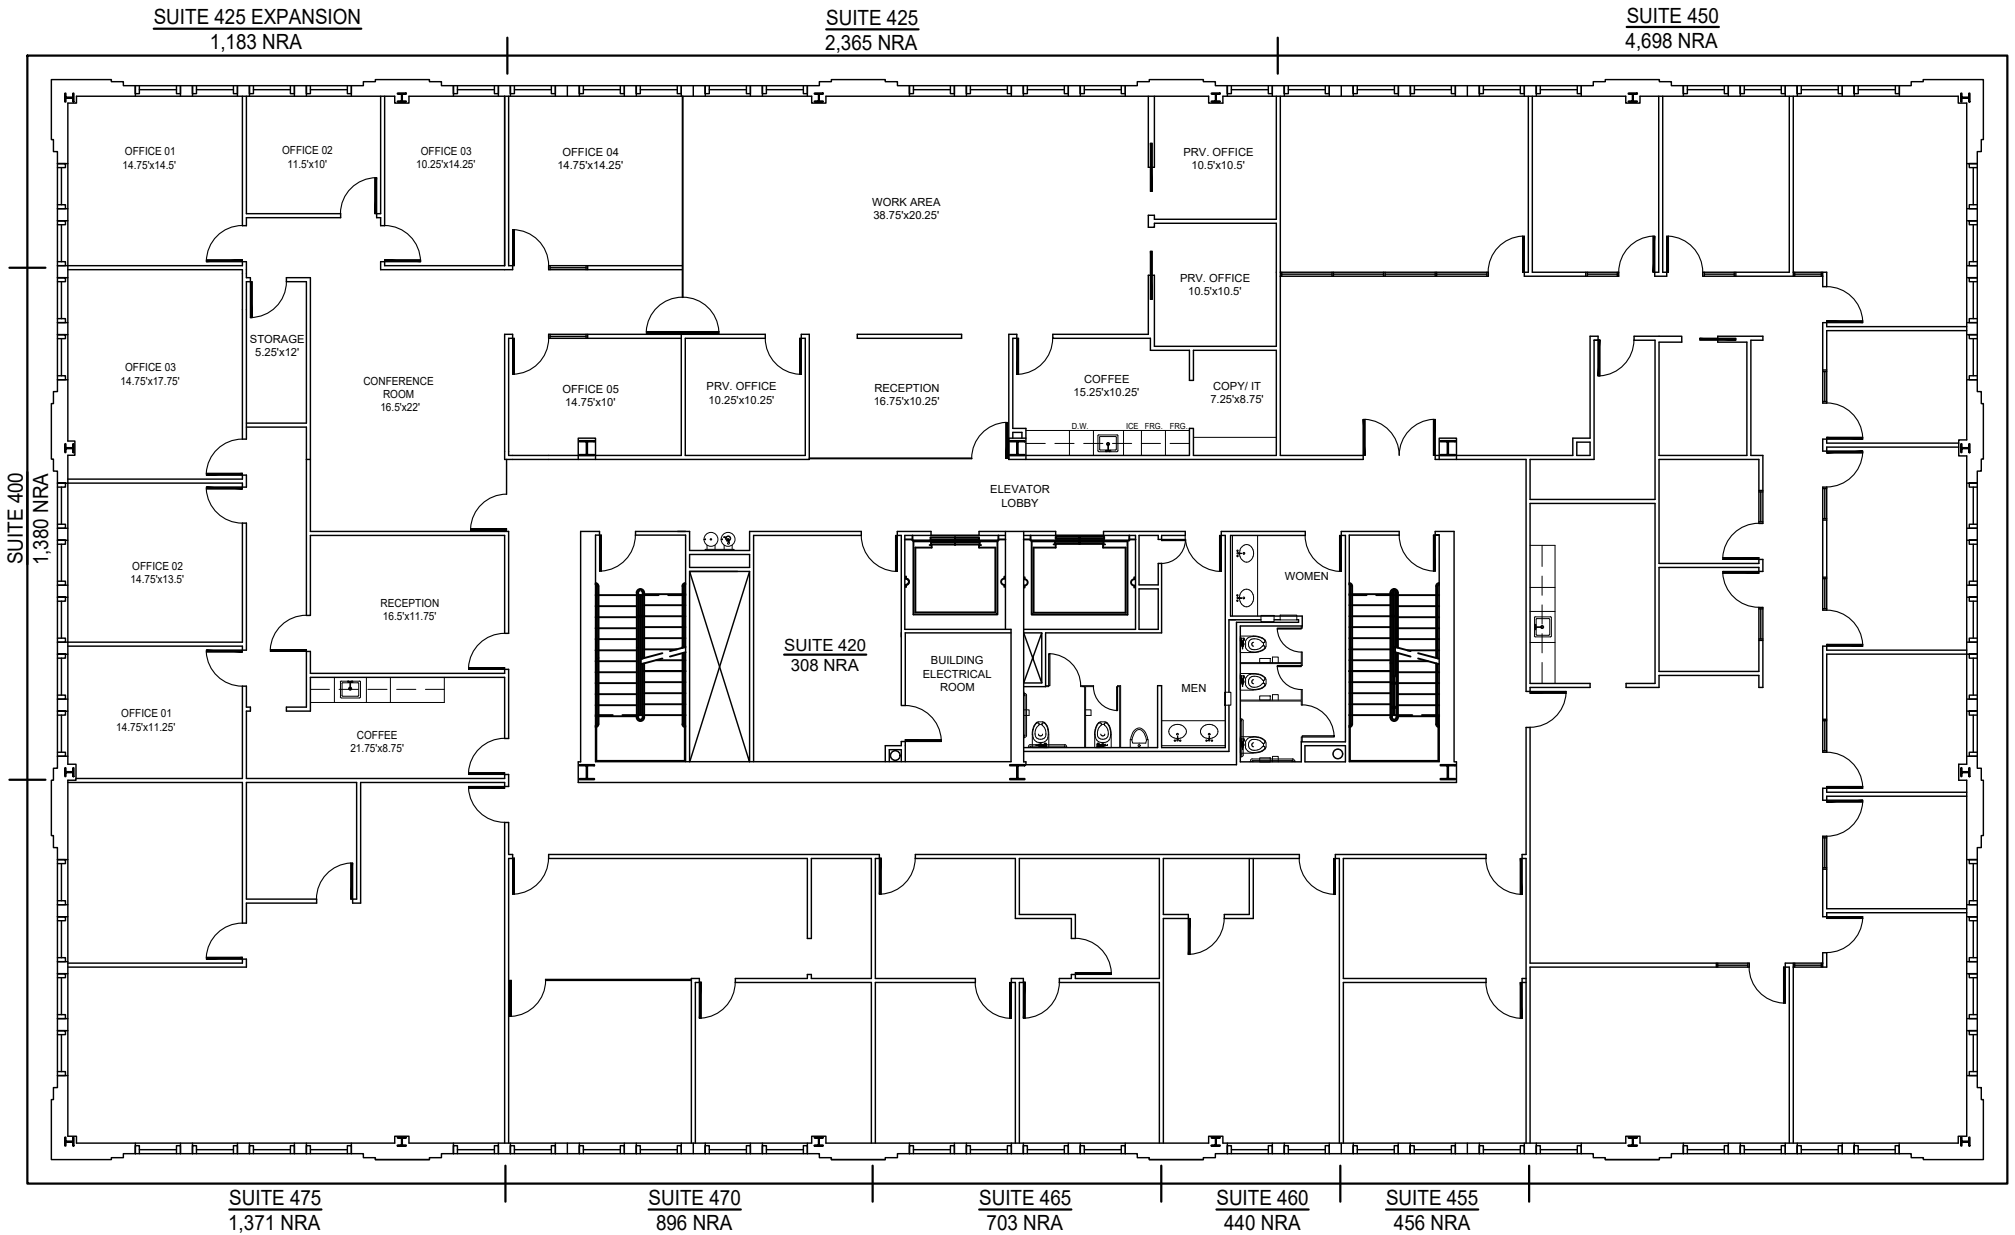 SUITE 425 EXPANSION
1,183 NRA
SUITE 425
2,365 NRA
SUITE 450
4,698 NRA
OFFICE 01
14.75'x14.5'
OFFICE 02
11.5'x10'
OFFICE 03
10.25'x14.25'
OFFICE 04
14.75'x14.25'
WORK AREA
38.75'x20.25'
PRV. OFFICE
10.5'x10.5'
PRV. OFFICE
10.5'x10.5'
STORAGE
5.25'x12'
OFFICE 03
14.75'x17.75'
CONFERENCE
ROOM
16.5'x22'
OFFICE 05
14.75'x10'
PRV. OFFICE
10.25'x10.25'
RECEPTION
16.75'x10.25'
COFFEE
15.25'x10.25'
COPY/ IT
7.25'x8.75'
D.W.
ICE
FRG.
FRG.
SUITE 400
1,380 NRA
ELEVATOR
LOBBY
OFFICE 02
14.75'x13.5'
RECEPTION
16.5'x11.75'
WOMEN
SUITE 420
308 NRA
BUILDING
ELECTRICAL
ROOM
MEN
OFFICE 01
14.75'x11.25'
COFFEE
21.75'x8.75'
SUITE 475
1,371 NRA
SUITE 470
896 NRA
SUITE 465
703 NRA
SUITE 460
440 NRA
SUITE 455
456 NRA